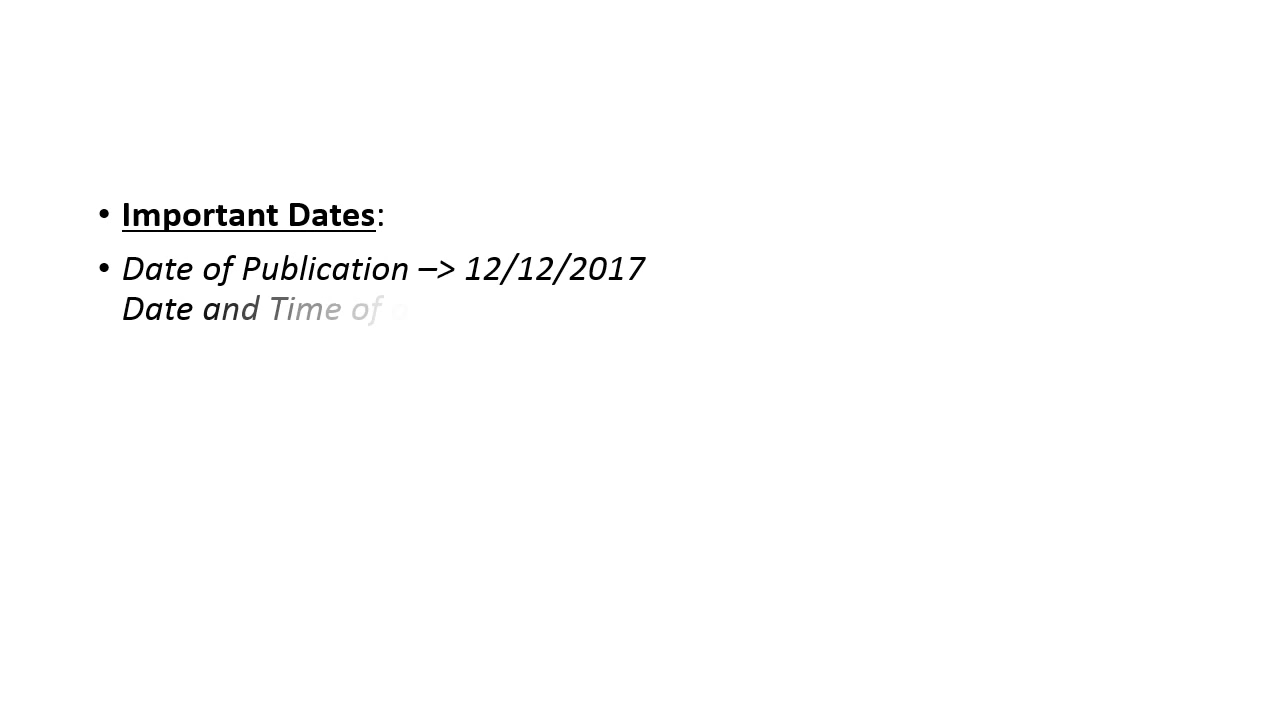 • Important Dates:
• Date of Publication –> 12/12/2017
Date and Time of